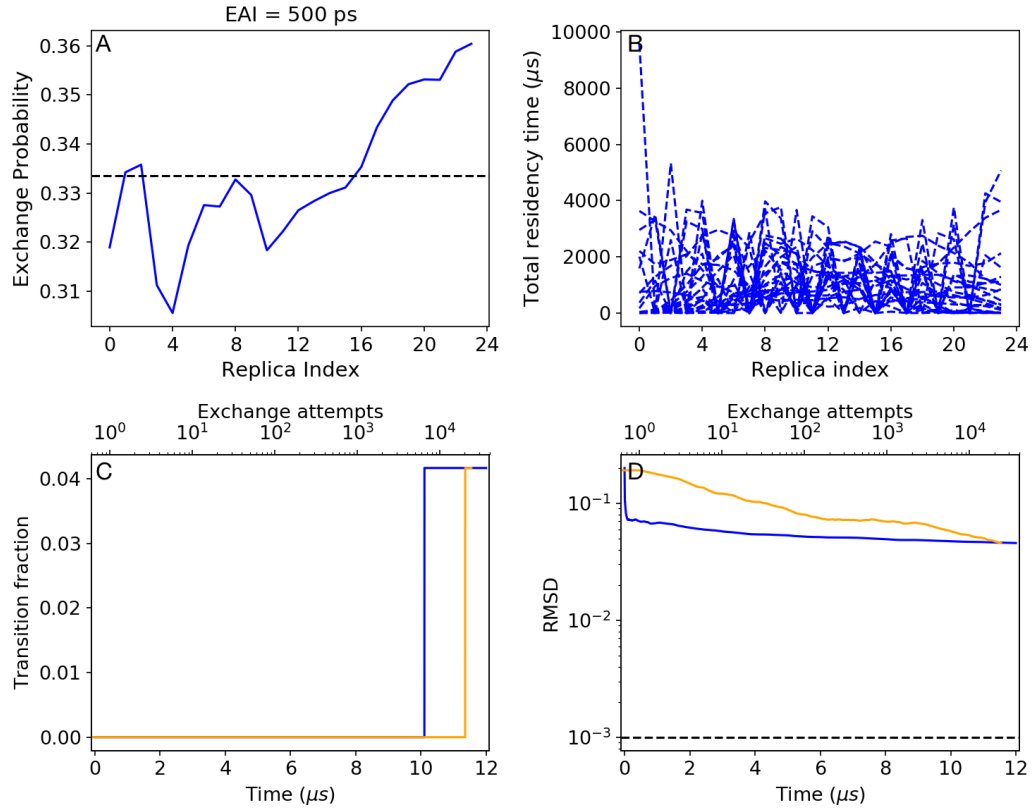 EAI = 500 ps
A
0.36
0.35
0.34
0.33
0.32
0.31
Exchange Probability
0 4 8 12 16 20 24
Replica Index
B
10000
8000
6000
4000
2000
0
Total residency time (μs)
0 4 8 12 16 20 24
Replica index
Exchange attempts
10⁰ 10¹ 10² 10³ 10⁴
C
0.04
0.03
0.02
0.01
0.00
Transition fraction
0 2 4 6 8 10 12
Time (μs)
Exchange attempts
10⁰ 10¹ 10² 10³ 10⁴
D
10⁻¹
10⁻²
10⁻³
RMSD
0 2 4 6 8 10 12
Time (μs)